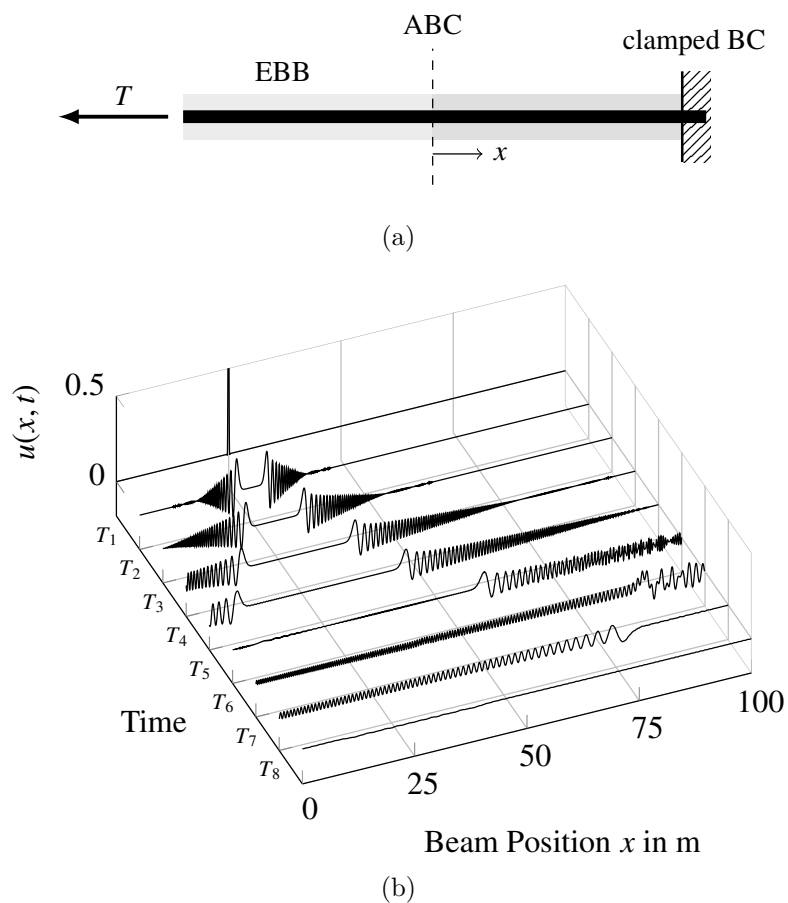 ABC
clamped BC
EBB
T
x
(a)
0.5
0
u(x, t)
T₁
T₂
T₃
T₄
T₅
T₆
T₇
T₈
Time
0
25
50
75
100
Beam Position x in m
(b)